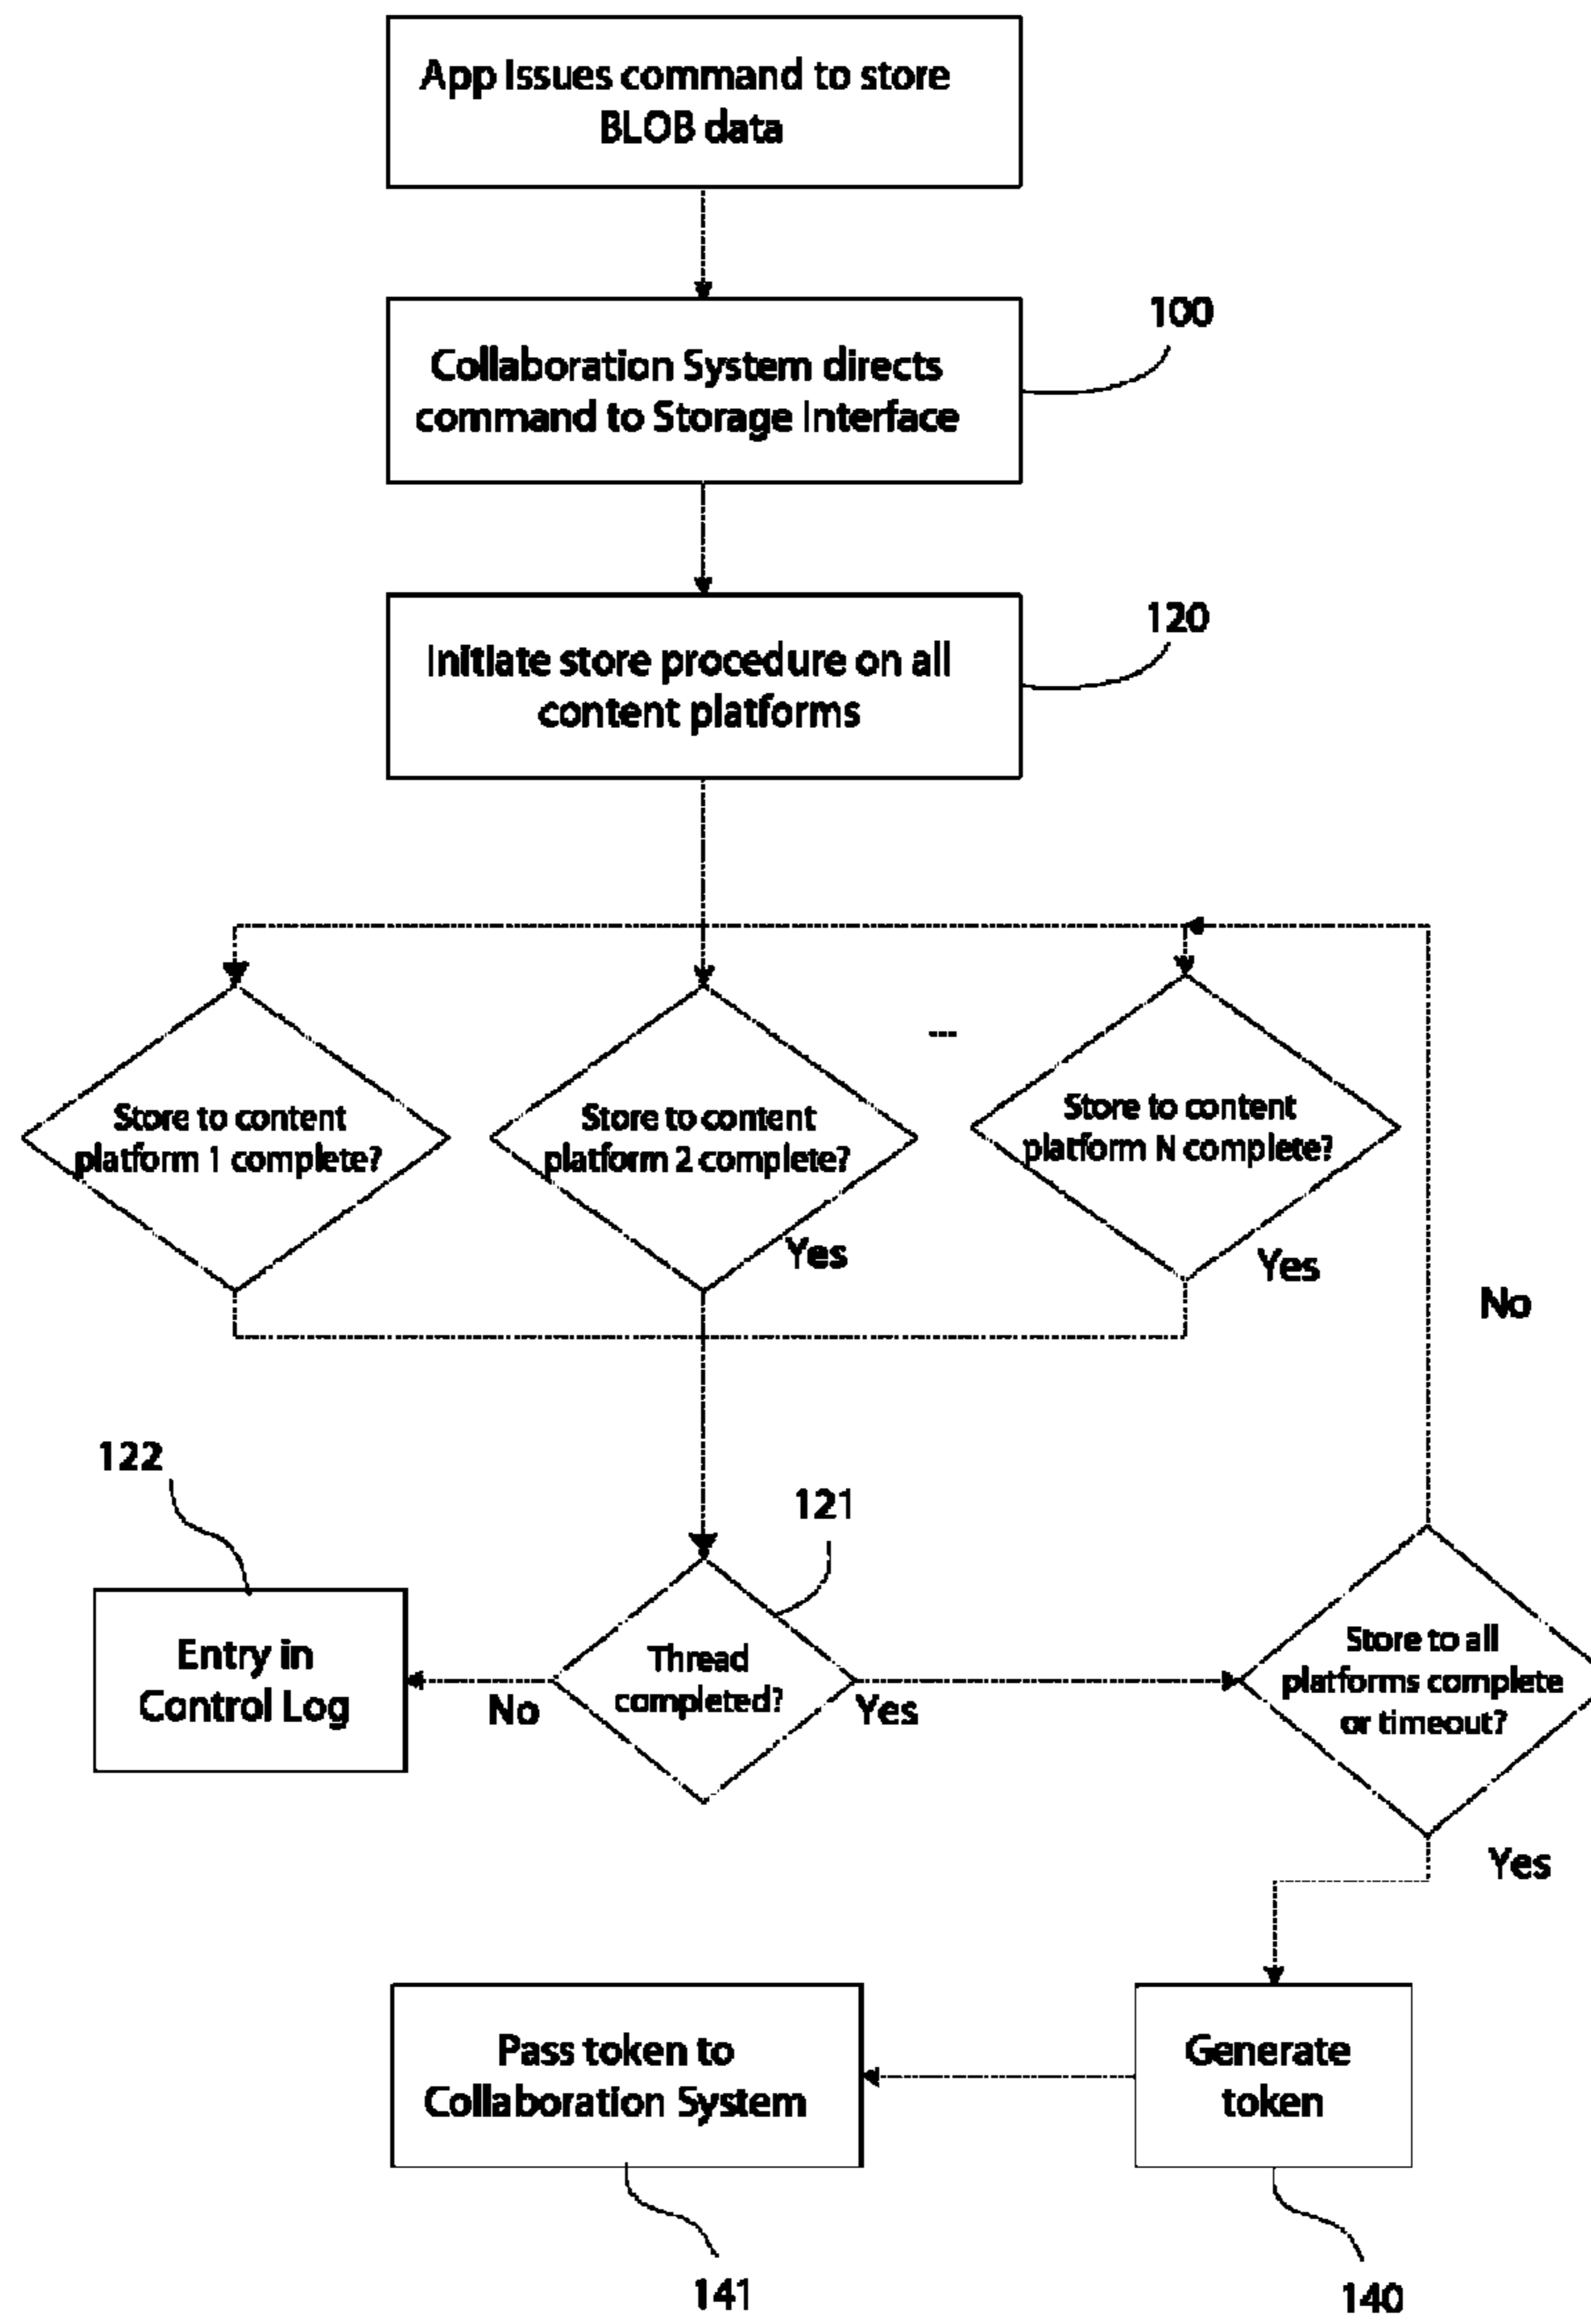 App Issues command to store
BLOB data
100
Collaboration System directs
command to Storage Interface
120
Initiate store procedure on all
content platforms
---
Store to content
platform 1 complete?
Store to content
platform 2 complete?
Store to content
platform N complete?
Yes
Yes
No
122
121
Entry in
Control Log
No
Thread
completed?
Yes
Store to all
platforms complete
or timeout?
Yes
Pass token to
Collaboration System
Generate
token
141
140